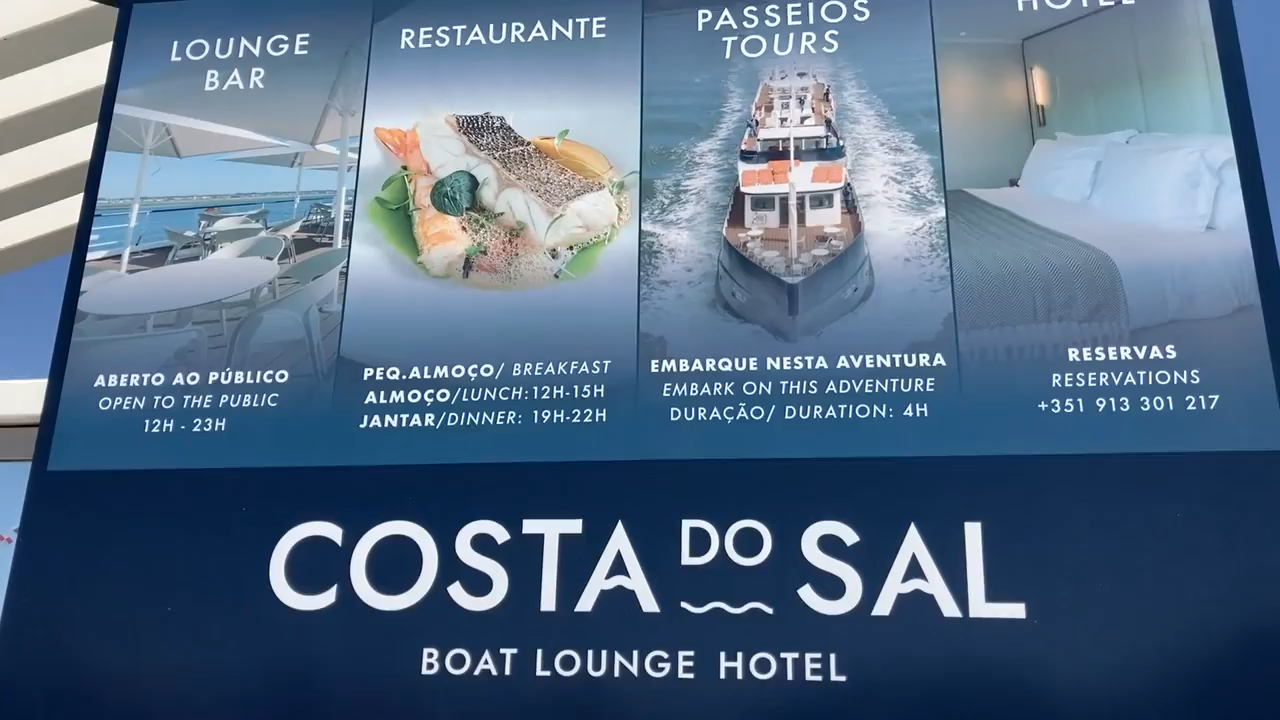 LOUNGE
BAR
ABERTO AO PÚBLICO
OPEN TO THE PUBLIC
12H - 23H
RESTAURANTE
PEQ.ALMOÇO/ BREAKFAST
ALMOÇO/LUNCH:12H-15H
JANTAR/DINNER: 19H-22H
PASSEIOS
TOURS
EMBARQUE NESTA AVENTURA
EMBARK ON THIS ADVENTURE
DURAÇÃO/ DURATION: 4H
HOTEL
RESERVAS
RESERVATIONS
+351 913 301 217
COSTA DO SAL
BOAT LOUNGE HOTEL